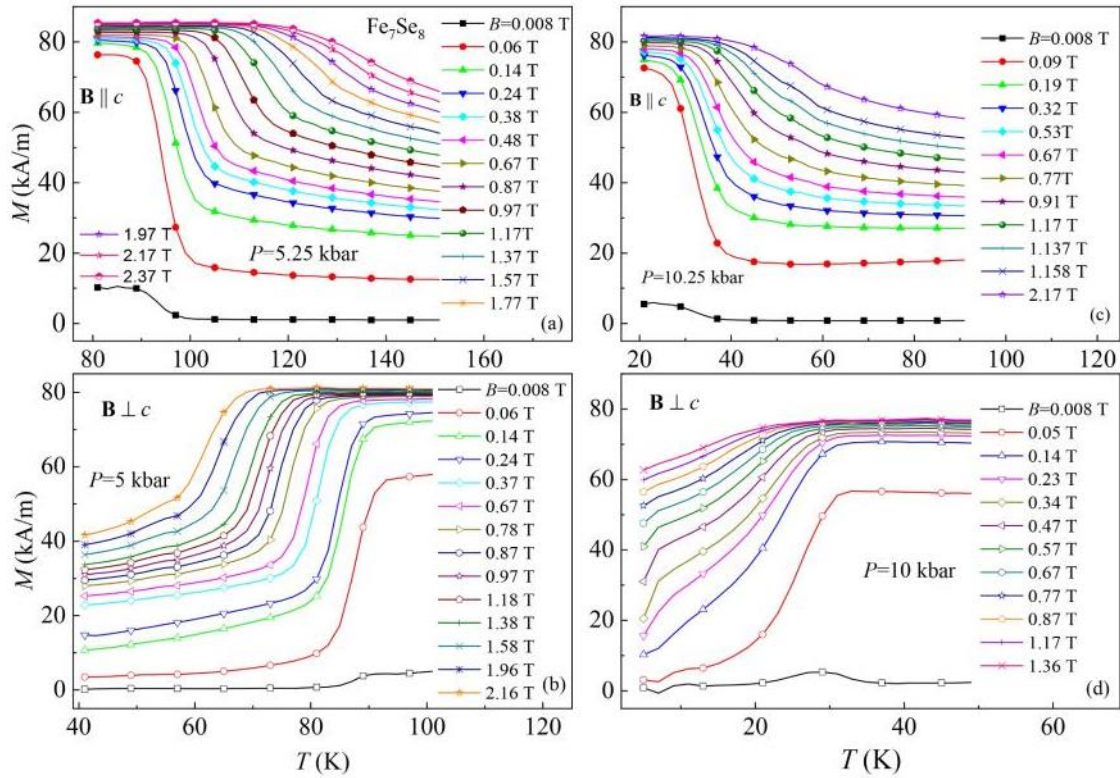 Fe7Se8
B || c
P=5.25 kbar
B=0.008 T
0.06 T
0.14 T
0.24 T
0.38 T
0.48 T
0.67 T
0.87 T
0.97 T
1.17T
1.37 T
1.57 T
1.77 T
1.97 T
2.17 T
2.37 T
(a)
M (kA/m)
80
60
40
20
0
80 100 120 140 160
B || c
P=10.25 kbar
B=0.008 T
0.09 T
0.19 T
0.32 T
0.53T
0.67 T
0.77T
0.91 T
1.17 T
1.137 T
1.158 T
2.17 T
(c)
80
60
40
20
0
20 40 60 80 100 120
B ⊥ c
P=5 kbar
B=0.008 T
0.06 T
0.14 T
0.24 T
0.37 T
0.67 T
0.78 T
0.87 T
0.97 T
1.18 T
1.38 T
1.58 T
1.96 T
2.16 T
(b)
M (kA/m)
80
60
40
20
0
40 60 80 100 120
T (K)
B ⊥ c
P=10 kbar
B=0.008 T
0.05 T
0.14 T
0.23 T
0.34 T
0.47 T
0.57 T
0.67 T
0.77 T
0.87 T
1.17 T
1.36 T
(d)
80
60
40
20
0
20 40 60
T (K)